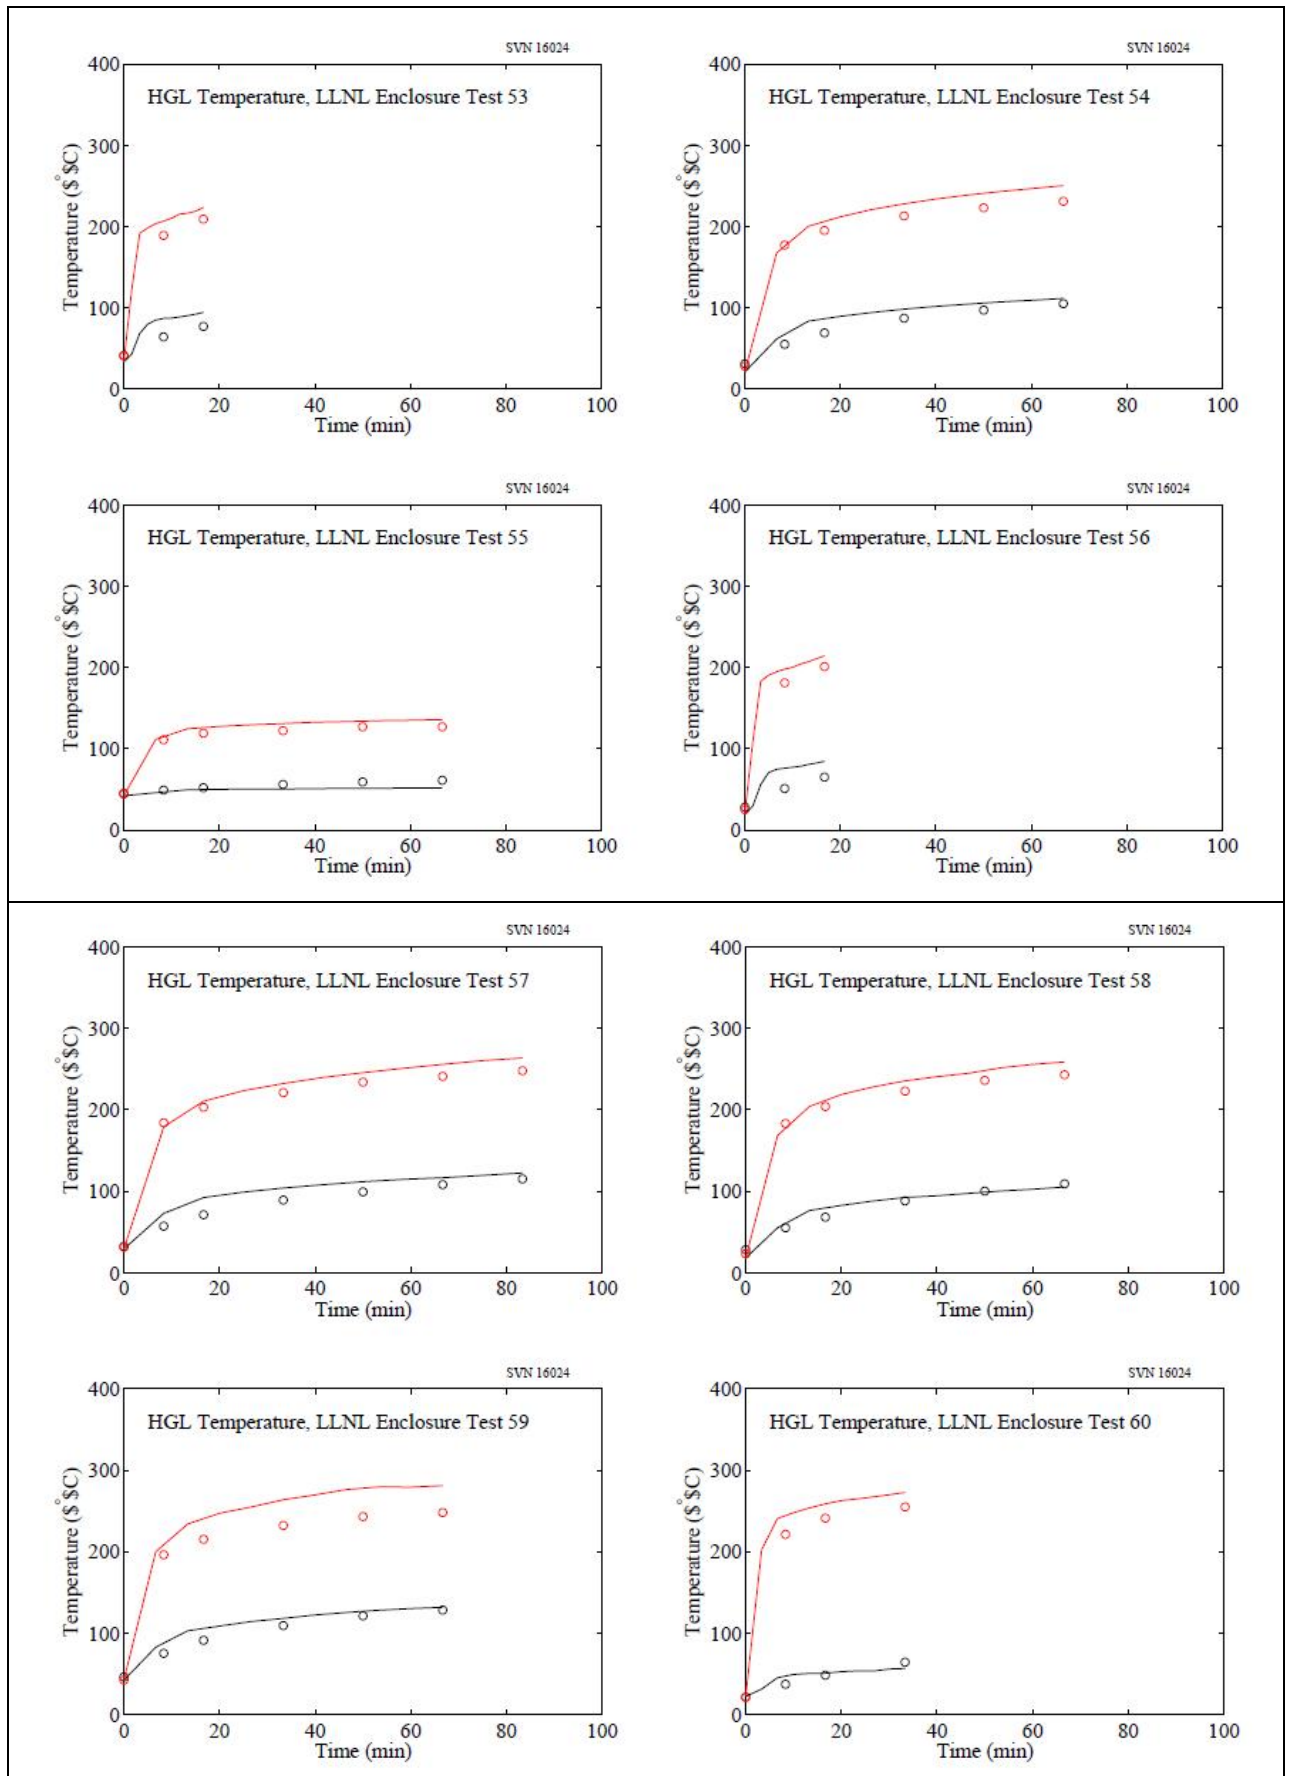 SVN 16024
HGL Temperature, LLNL Enclosure Test 53
Temperature ($°$C)
400
300
200
100
0
0 20 40 60 80 100
Time (min)
SVN 16024
HGL Temperature, LLNL Enclosure Test 54
Temperature ($°$C)
400
300
200
100
0
0 20 40 60 80 100
Time (min)
SVN 16024
HGL Temperature, LLNL Enclosure Test 55
Temperature ($°$C)
400
300
200
100
0
0 20 40 60 80 100
Time (min)
SVN 16024
HGL Temperature, LLNL Enclosure Test 56
Temperature ($°$C)
400
300
200
100
0
0 20 40 60 80 100
Time (min)
SVN 16024
HGL Temperature, LLNL Enclosure Test 57
Temperature ($°$C)
400
300
200
100
0
0 20 40 60 80 100
Time (min)
SVN 16024
HGL Temperature, LLNL Enclosure Test 58
Temperature ($°$C)
400
300
200
100
0
0 20 40 60 80 100
Time (min)
SVN 16024
HGL Temperature, LLNL Enclosure Test 59
Temperature ($°$C)
400
300
200
100
0
0 20 40 60 80 100
Time (min)
SVN 16024
HGL Temperature, LLNL Enclosure Test 60
Temperature ($°$C)
400
300
200
100
0
0 20 40 60 80 100
Time (min)